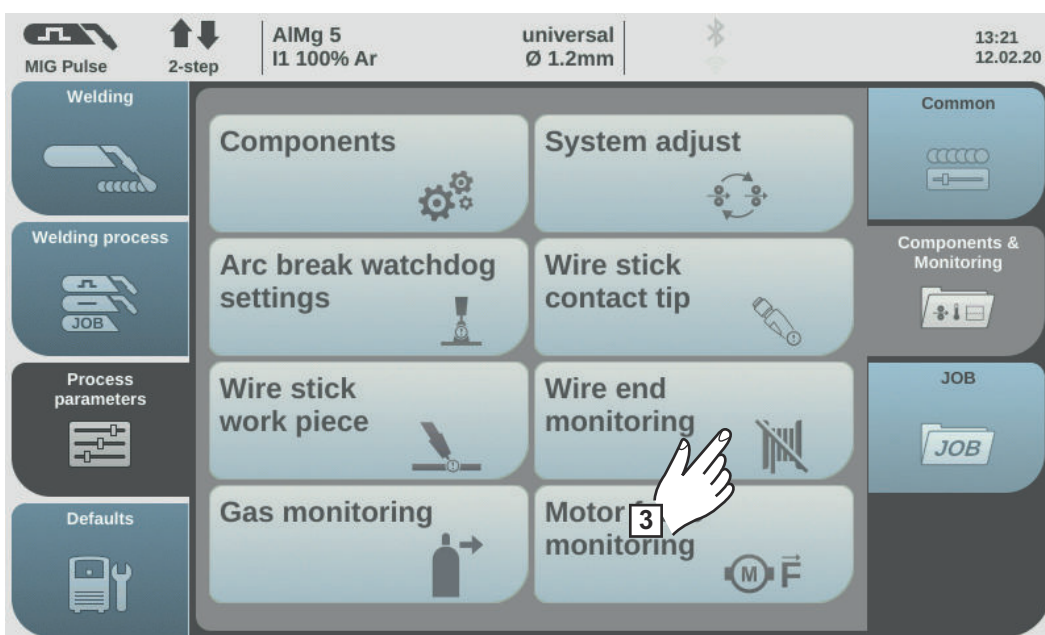 MIG Pulse
2-step
AlMg 5
I1 100% Ar
universal
Ø 1.2mm
13:21
12.02.20
Welding
Welding process
JOB
Process
parameters
Defaults
Components
System adjust
Arc break watchdog
settings
Wire stick
contact tip
Wire stick
work piece
Wire end
monitoring
Gas monitoring
Motor
3
monitoring
M F
Common
Components &
Monitoring
JOB
JOB